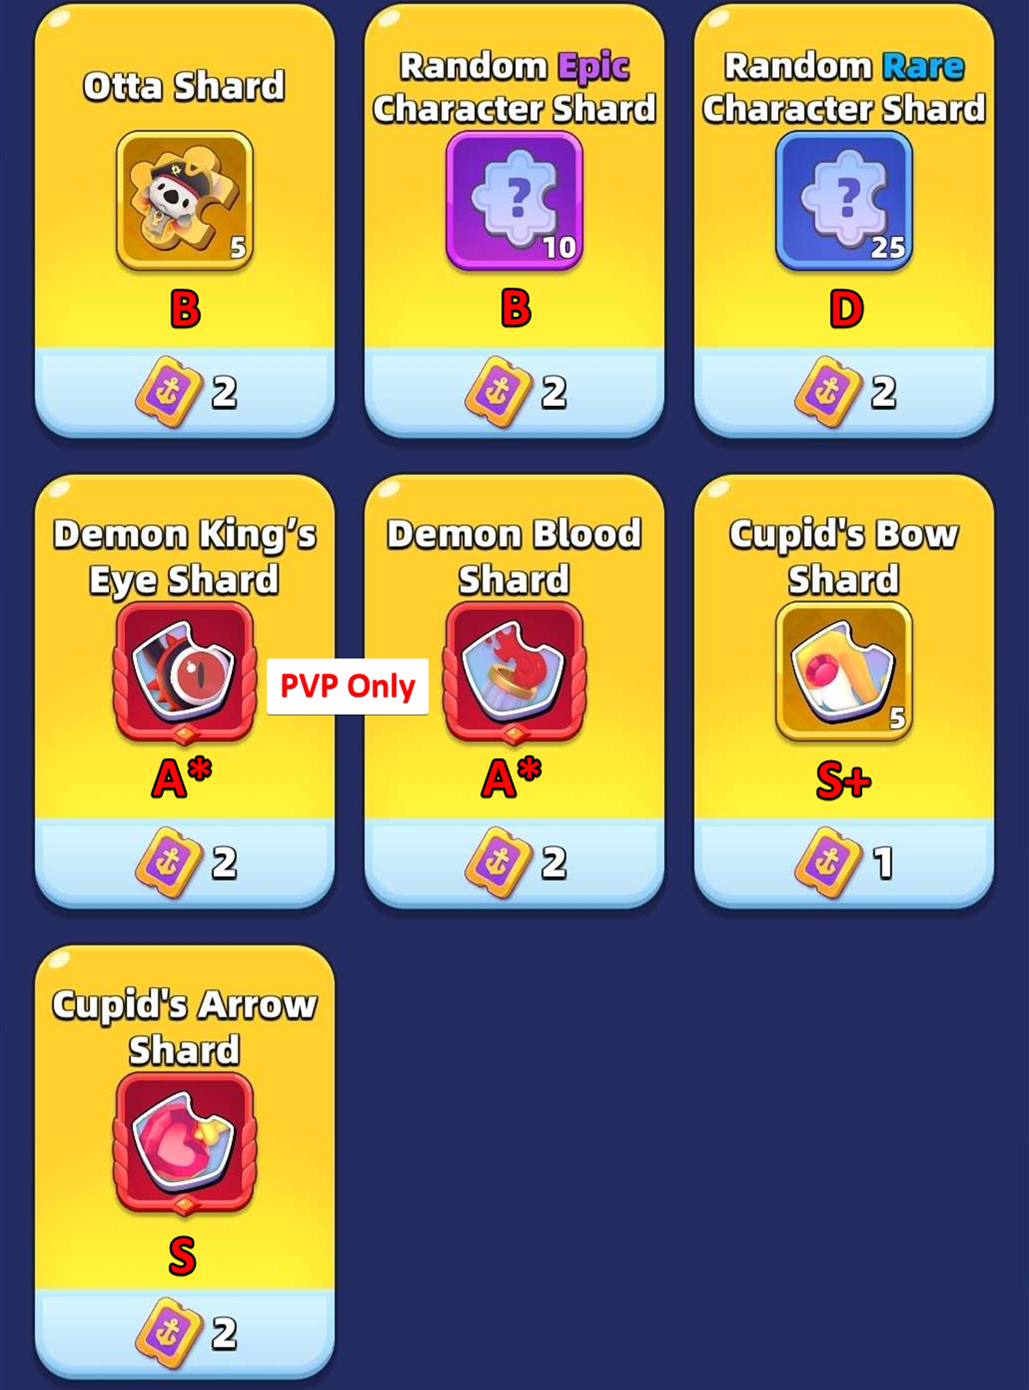 Otta Shard
5
B
2
Random Epic
Character Shard
?
10
B
2
Random Rare
Character Shard
?
25
D
2
Demon King’s
Eye Shard
A*
2
PVP Only
Demon Blood
Shard
A*
2
Cupid's Bow
Shard
5
S+
1
Cupid's Arrow
Shard
S
2